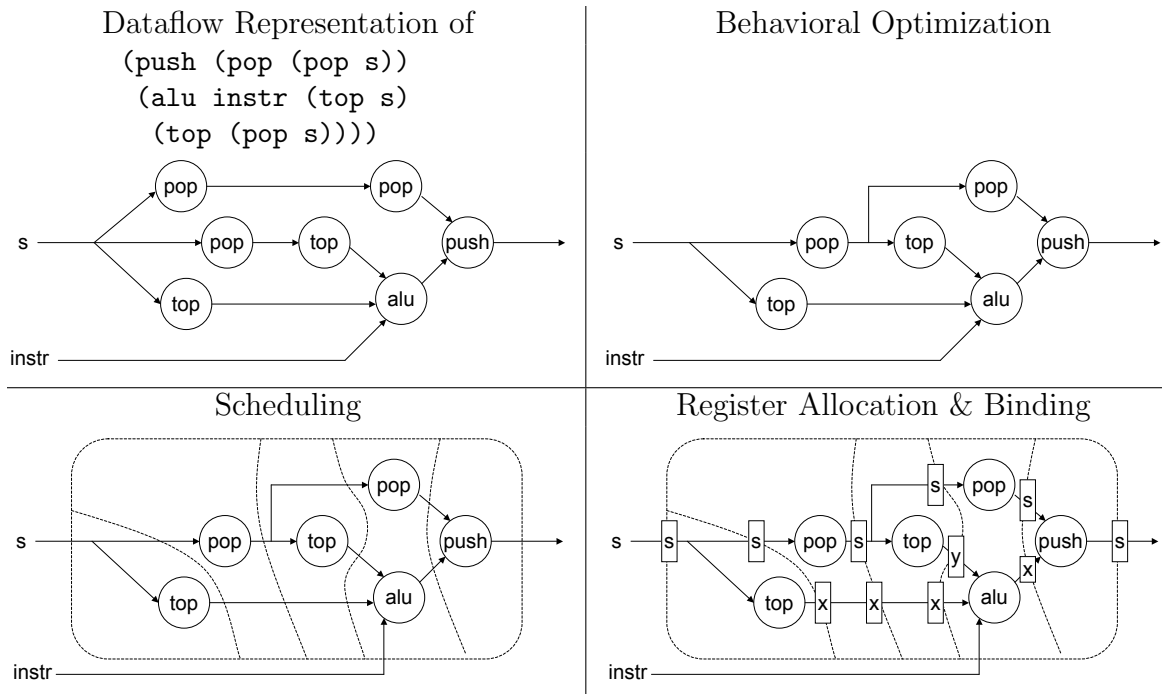 Dataflow Representation of
(push (pop (pop s))
(alu instr (top s)
(top (pop s))))
pop
pop
s
pop
top
push
top
alu
instr
Behavioral Optimization
pop
s
pop
top
push
top
alu
instr
Scheduling
pop
s
pop
top
push
top
alu
instr
Register Allocation & Binding
s
pop
s
s
s
s
pop
s
top
y
push
s
x
top
x
x
x
alu
instr